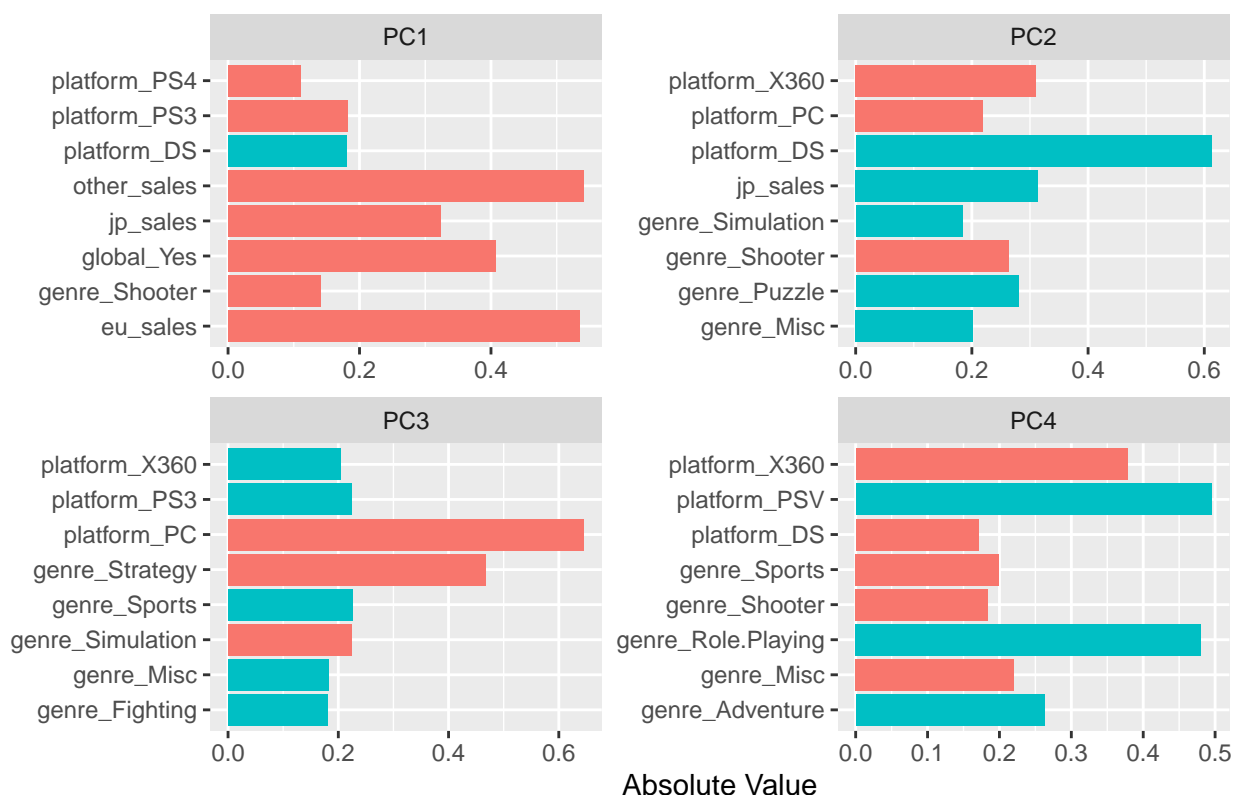 PC1
platform_PS4
platform_PS3
platform_DS
other_sales
jp_sales
global_Yes
genre_Shooter
eu_sales
0.0 0.2 0.4
PC2
platform_X360
platform_PC
platform_DS
jp_sales
genre_Simulation
genre_Shooter
genre_Puzzle
genre_Misc
0.0 0.2 0.4 0.6
PC3
platform_X360
platform_PS3
platform_PC
genre_Strategy
genre_Sports
genre_Simulation
genre_Misc
genre_Fighting
0.0 0.2 0.4 0.6
PC4
platform_X360
platform_PSV
platform_DS
genre_Sports
genre_Shooter
genre_Role.Playing
genre_Misc
genre_Adventure
0.0 0.1 0.2 0.3 0.4 0.5
Absolute Value